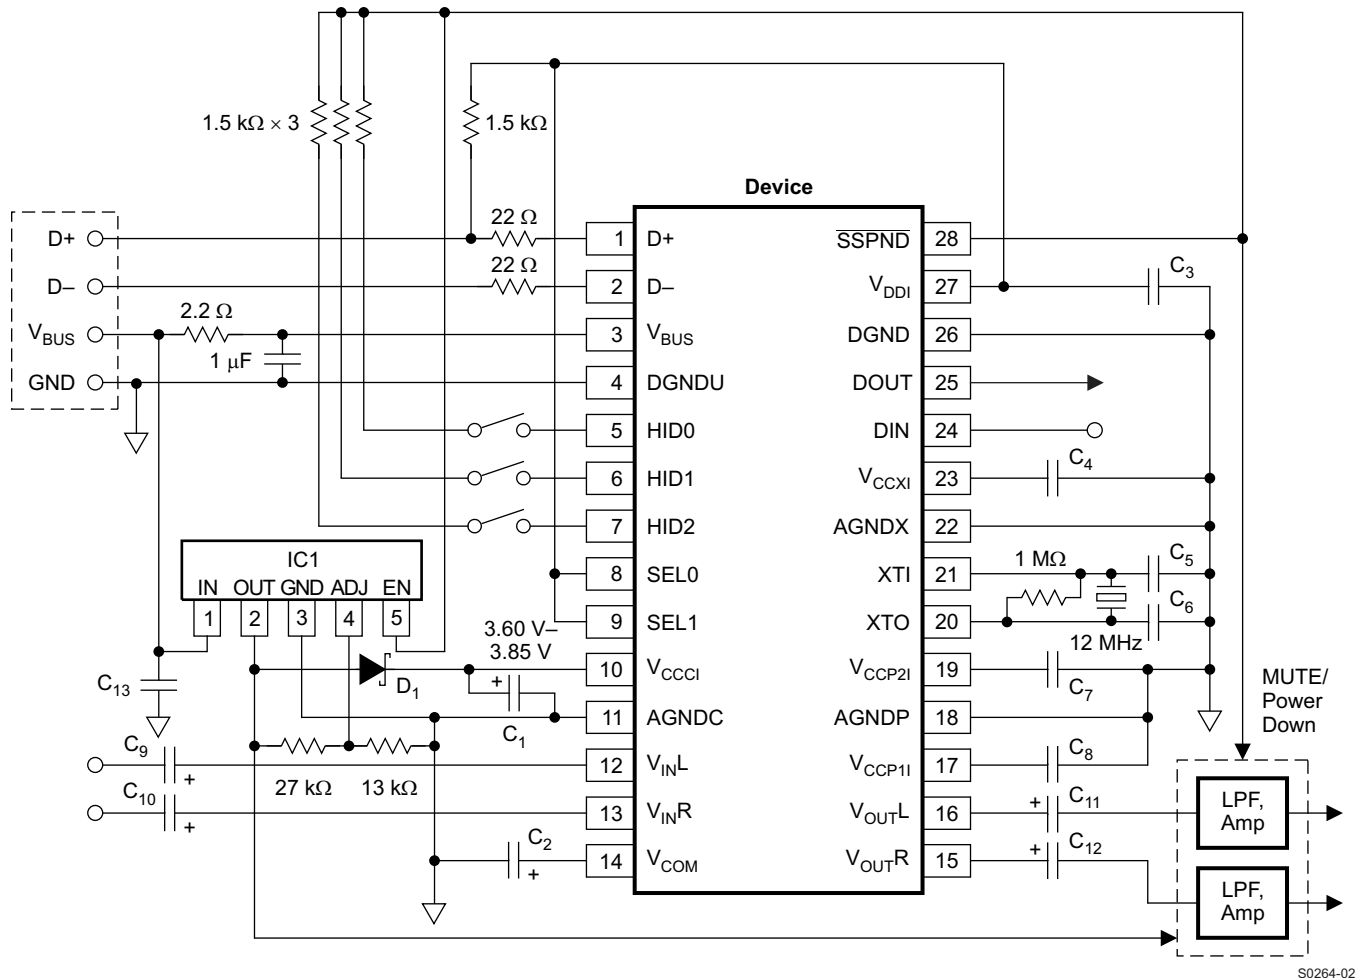 1.5 kΩ × 3
1.5 kΩ
Device
D+
D–
VBUS
GND
22 Ω
22 Ω
2.2 Ω
1 μF
1 D+
2 D–
3 VBUS
4 DGNDU
5 HID0
6 HID1
7 HID2
8 SEL0
9 SEL1
10 VCCCI
11 AGNDC
12 VINL
13 VINR
14 VCOM
SSPND 28
VDDI 27
DGND 26
DOUT 25
DIN 24
VCCXI 23
AGNDX 22
XTI 21
XTO 20
VCCP2I 19
AGNDP 18
VCCP1I 17
VOUTL 16
VOUTR 15
IC1
IN OUT GND ADJ EN
1 2 3 4 5
3.60 V–
3.85 V
D1
+
C1
C13
C9
+
C10
+
27 kΩ
13 kΩ
C2
+
C3
C4
1 MΩ
C5
C6
12 MHz
C7
C8
+
C11
+
C12
MUTE/
Power
Down
LPF,
Amp
LPF,
Amp
S0264-02